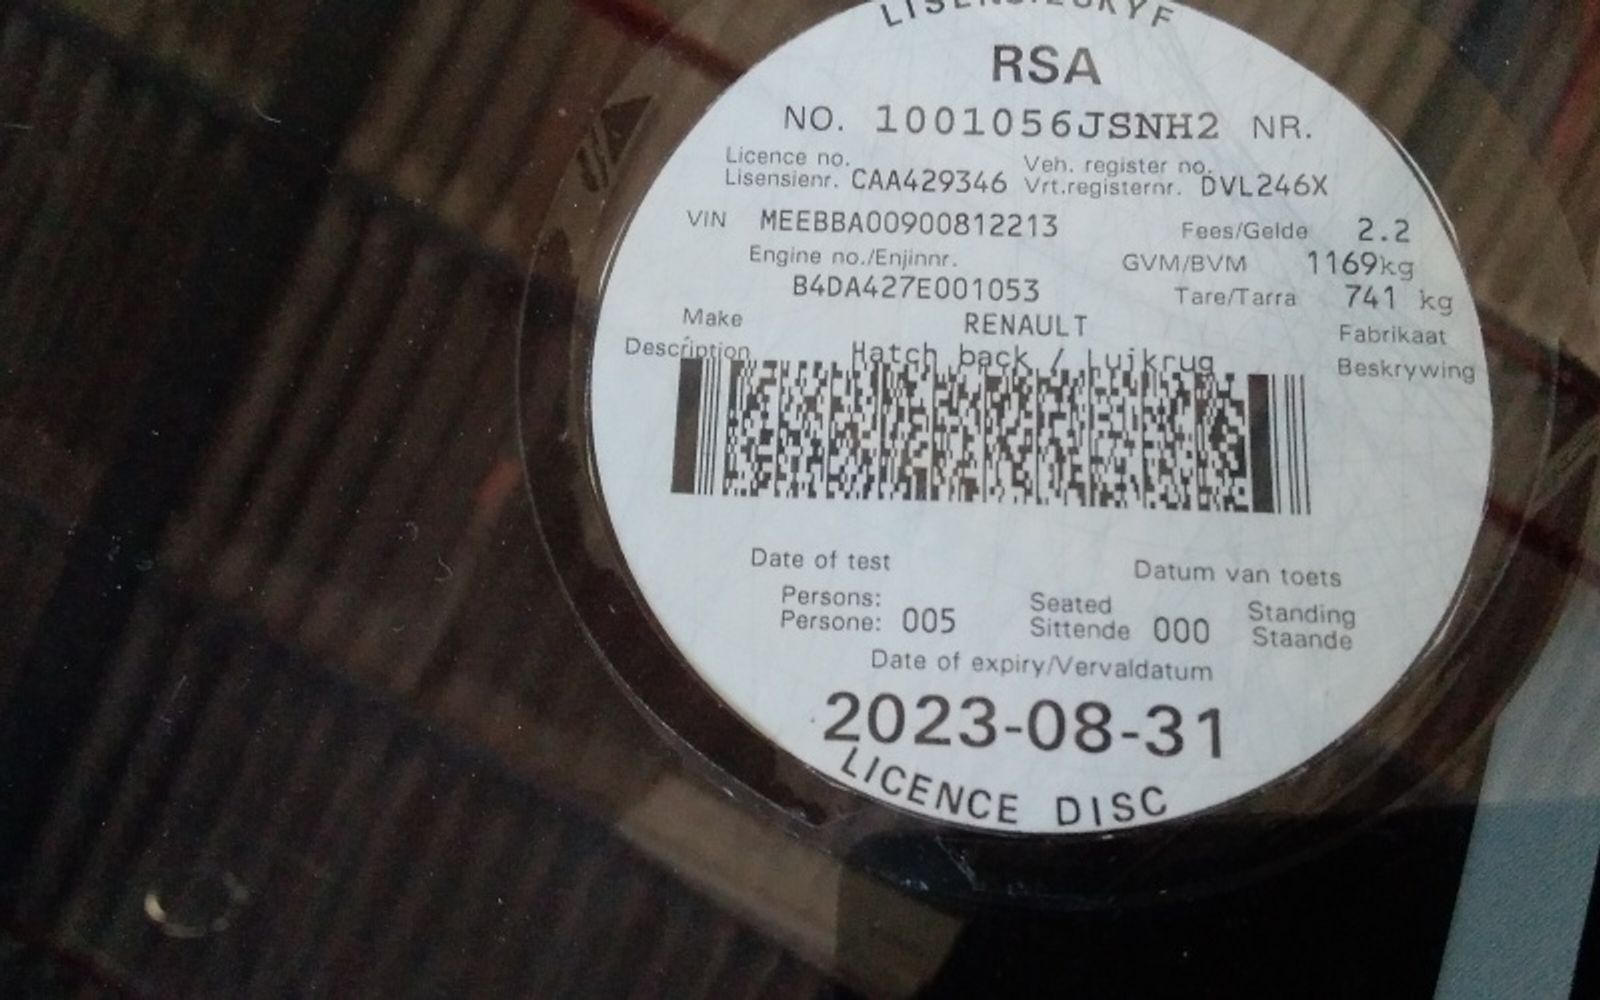 LISENSIESKYF
RSA
NO. 1001056JSNH2 NR.
Licence no. Veh. register no.
Lisensienr. CAA429346 Vrt.registernr. DVL246X
VIN MEEBBA00900812213 Fees/Gelde 2.2
Engine no./Enjinnr. GVM/BVM 1169kg
B4DA427E001053 Tare/Tarra 741 kg
Make RENAULT Fabrikaat
Description Hatch back / Luikrug Beskrywing
Date of test Datum van toets
Persons: Seated Standing
Persone: 005 Sittende 000 Staande
Date of expiry/Vervaldatum
2023-08-31
LICENCE DISC